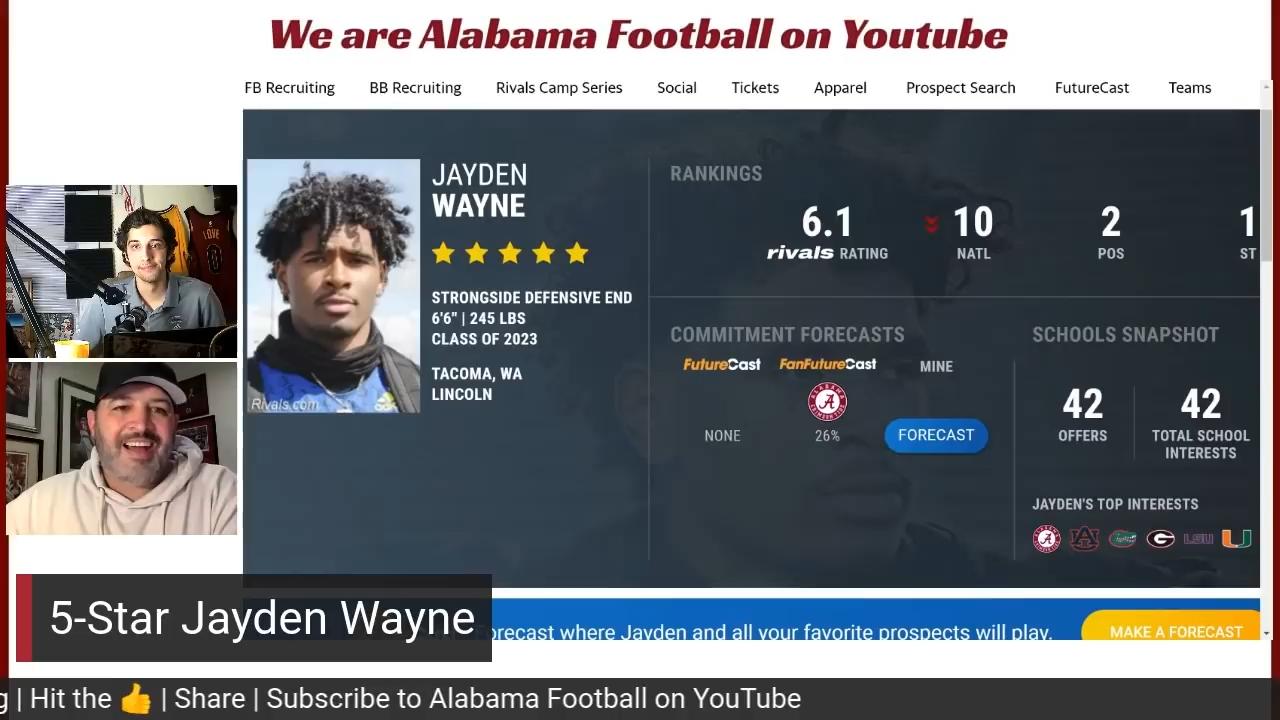 We are Alabama Football on Youtube
FB Recruiting BB Recruiting Rivals Camp Series Social Tickets Apparel Prospect Search FutureCast Teams
JAYDEN
WAYNE
STRONGSIDE DEFENSIVE END
6'6" | 245 LBS
CLASS OF 2023
TACOMA, WA
LINCOLN
Rivals.com
RANKINGS
6.1 10 2 1
rivals RATING NATL POS ST
COMMITMENT FORECASTS
FutureCast FanFutureCast MINE
ALABAMA
A
NONE 26% FORECAST
SCHOOLS SNAPSHOT
42 42
OFFERS TOTAL SCHOOL
INTERESTS
JAYDEN'S TOP INTERESTS
A AU G LSU U
LOVE
5-Star Jayden Wayne
orecast where Jayden and all your favorite prospects will play.
MAKE A FORECAST
g | Hit the 👍 | Share | Subscribe to Alabama Football on YouTube